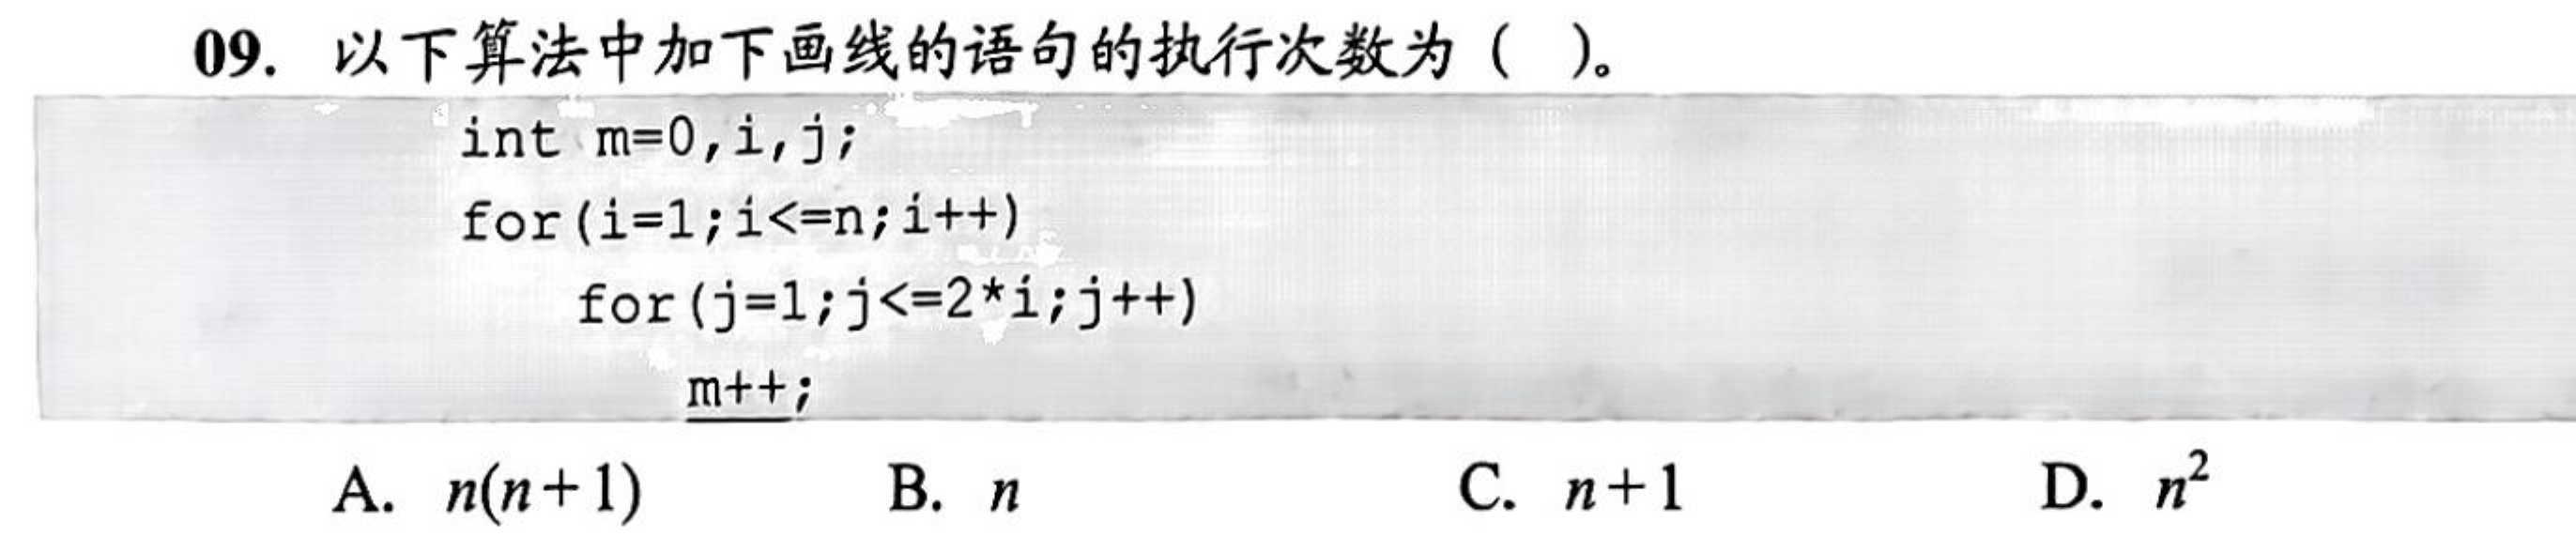 09. 以下算法中加下画线的语句的执行次数为（ ）。
int m=0,i,j;
for(i=1;i<=n;i++)
for(j=1;j<=2*i;j++)
m++;
A. n(n+1) B. n C. n+1 D. n²